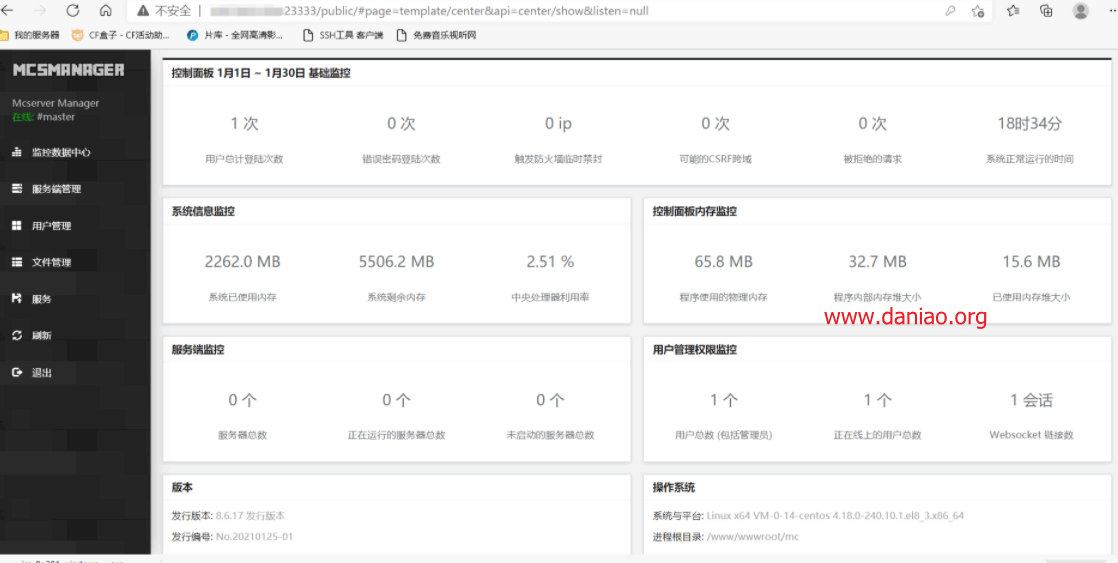 不安全 | 23333/public/#page=template/center&api=center/show&listen=null
我的服务器 CF盒子 - CF活动助... 片库 - 全网高清影... SSH工具 客户端 免费音乐视听网
MCSMANAGER
Mcserver Manager
在线: #master
监控数据中心
服务端管理
用户管理
文件管理
服务
刷新
退出
控制面板 1月1日 ~ 1月30日 基础监控
1 次 0 次 0 ip 0 次 0 次 18时34分
用户总计登陆次数 错误密码登陆次数 触发防火墙临时禁封 可能的CSRF跨域 被拒绝的请求 系统正常运行的时间
系统信息监控
2262.0 MB 5506.2 MB 2.51 %
系统已使用内存 系统剩余内存 中央处理器利用率
控制面板内存监控
65.8 MB 32.7 MB 15.6 MB
程序使用的物理内存 程序内部内存堆大小 已使用内存堆大小
www.daniao.org
服务端监控
0 个 0 个 0 个
服务器总数 正在运行的服务器总数 未启动的服务器总数
用户管理权限监控
1 个 1 个 1 会话
用户总数 (包括管理员) 正在线上的用户总数 Websocket 链接数
版本
发行版本: 8.6.17 发行版本
发行编号: No.20210125-01
操作系统
系统与平台: Linux x64 VM-0-14-centos 4.18.0-240.10.1.el8_3.x86_64
进程根目录: /www/wwwroot/mc